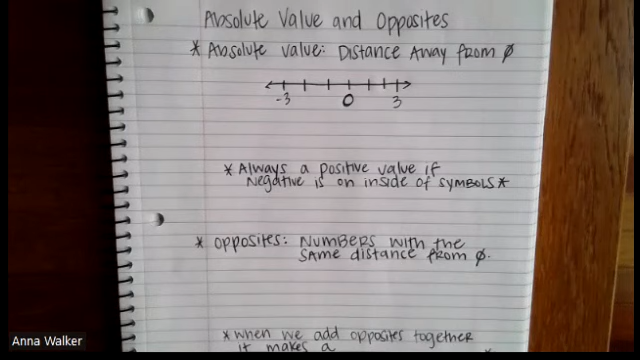 Absolute Value and Opposites
* Absolute Value: Distance Away from Ø
-3 0 3
* Always a positive value if
Negative is on inside of symbols *
* Opposites: Numbers with the
same distance from Ø.
* when we add opposites together
it makes a
Anna Walker